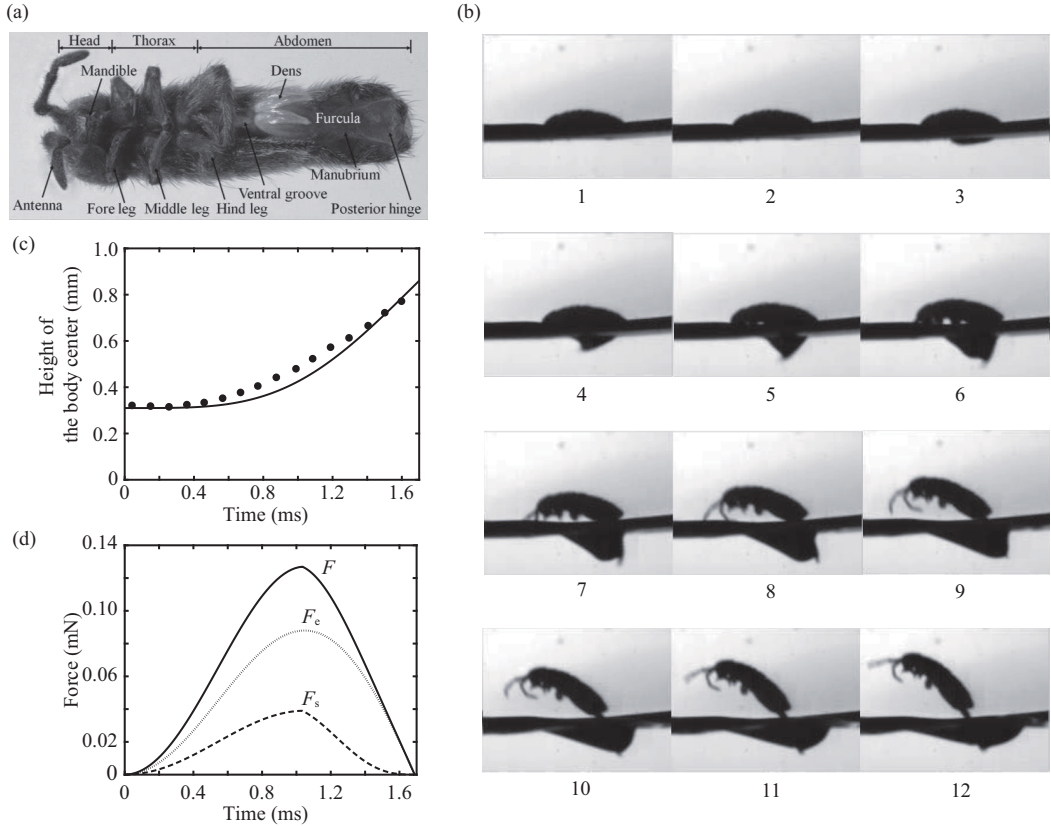 (a)
Head Thorax Abdomen
Mandible Dens
Furcula
Manubrium
Ventral groove
Antenna Fore leg Middle leg Hind leg Posterior hinge
(b)
1 2 3
4 5 6
7 8 9
10 11 12
(c)
1.0
0.8
0.6
0.4
0.2
0
Height of
the body center (mm)
0 0.4 0.8 1.2 1.6
Time (ms)
(d)
0.14
0.10
0.06
0.02
0
Force (mN)
F
Fe
Fs
0 0.4 0.8 1.2 1.6
Time (ms)